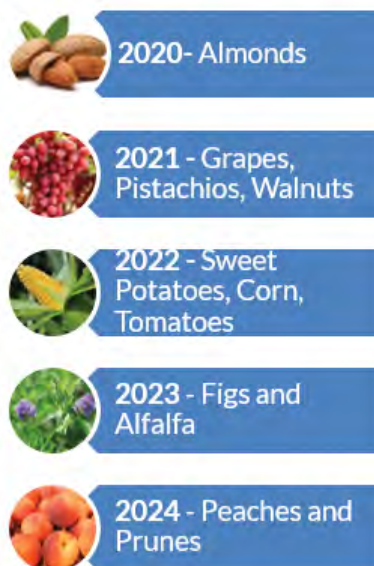 2020- Almonds
2021 - Grapes,
Pistachios, Walnuts
2022 - Sweet
Potatoes, Corn,
Tomatoes
2023 - Figs and
Alfalfa
2024 - Peaches and
Prunes